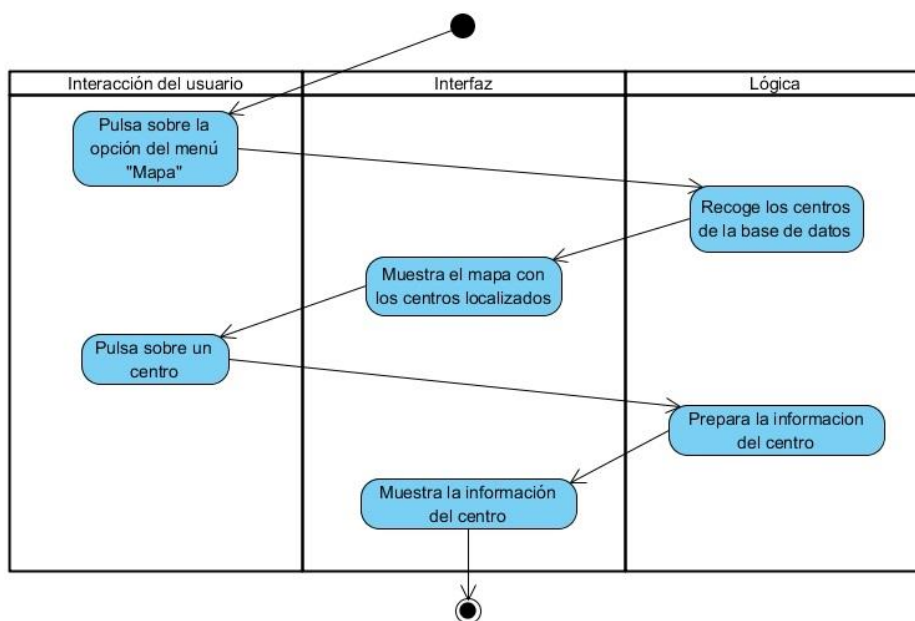 Interacción del usuario
Interfaz
Lógica
Pulsa sobre la
opción del menú
"Mapa"
Recoge los centros
de la base de datos
Muestra el mapa con
los centros localizados
Pulsa sobre un
centro
Prepara la informacion
del centro
Muestra la información
del centro